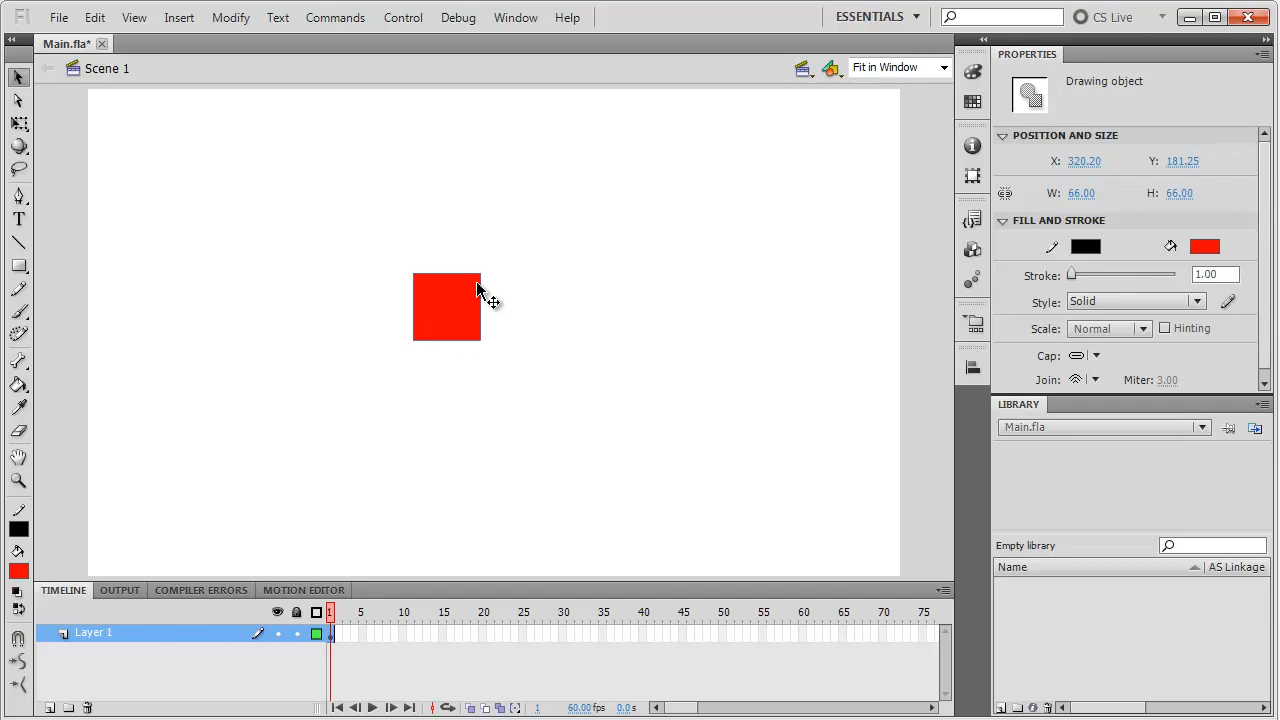 Fl File Edit View Insert Modify Text Commands Control Debug Window Help ESSENTIALS CS Live
Main.fla*
Scene 1 Fit in Window
PROPERTIES
Drawing object
POSITION AND SIZE
X: 320.20 Y: 181.25
W: 66.00 H: 66.00
FILL AND STROKE
Stroke: 1.00
Style: Solid
Scale: Normal Hinting
Cap:
Join: Miter: 3.00
LIBRARY
Main.fla
Empty library
Name AS Linkage
TIMELINE OUTPUT COMPILER ERRORS MOTION EDITOR
1 5 10 15 20 25 30 35 40 45 50 55 60 65 70 75
Layer 1
1 60.00 fps 0.0 s